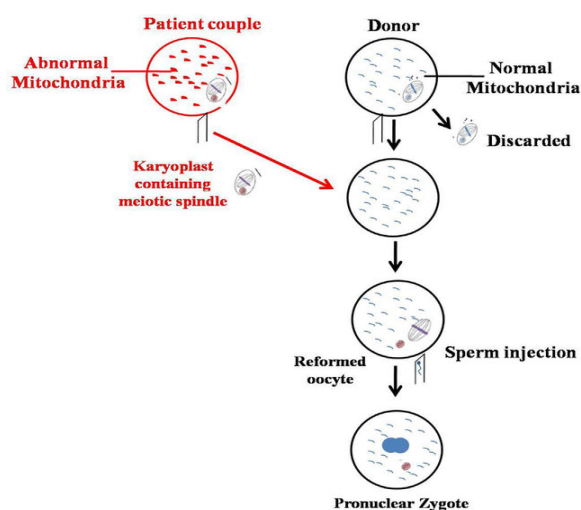 Patient couple
Donor
Abnormal
Mitochondria
Normal
Mitochondria
Discarded
Karyoplast
containing
meiotic spindle
Reformed
oocyte
Sperm injection
Pronuclear Zygote